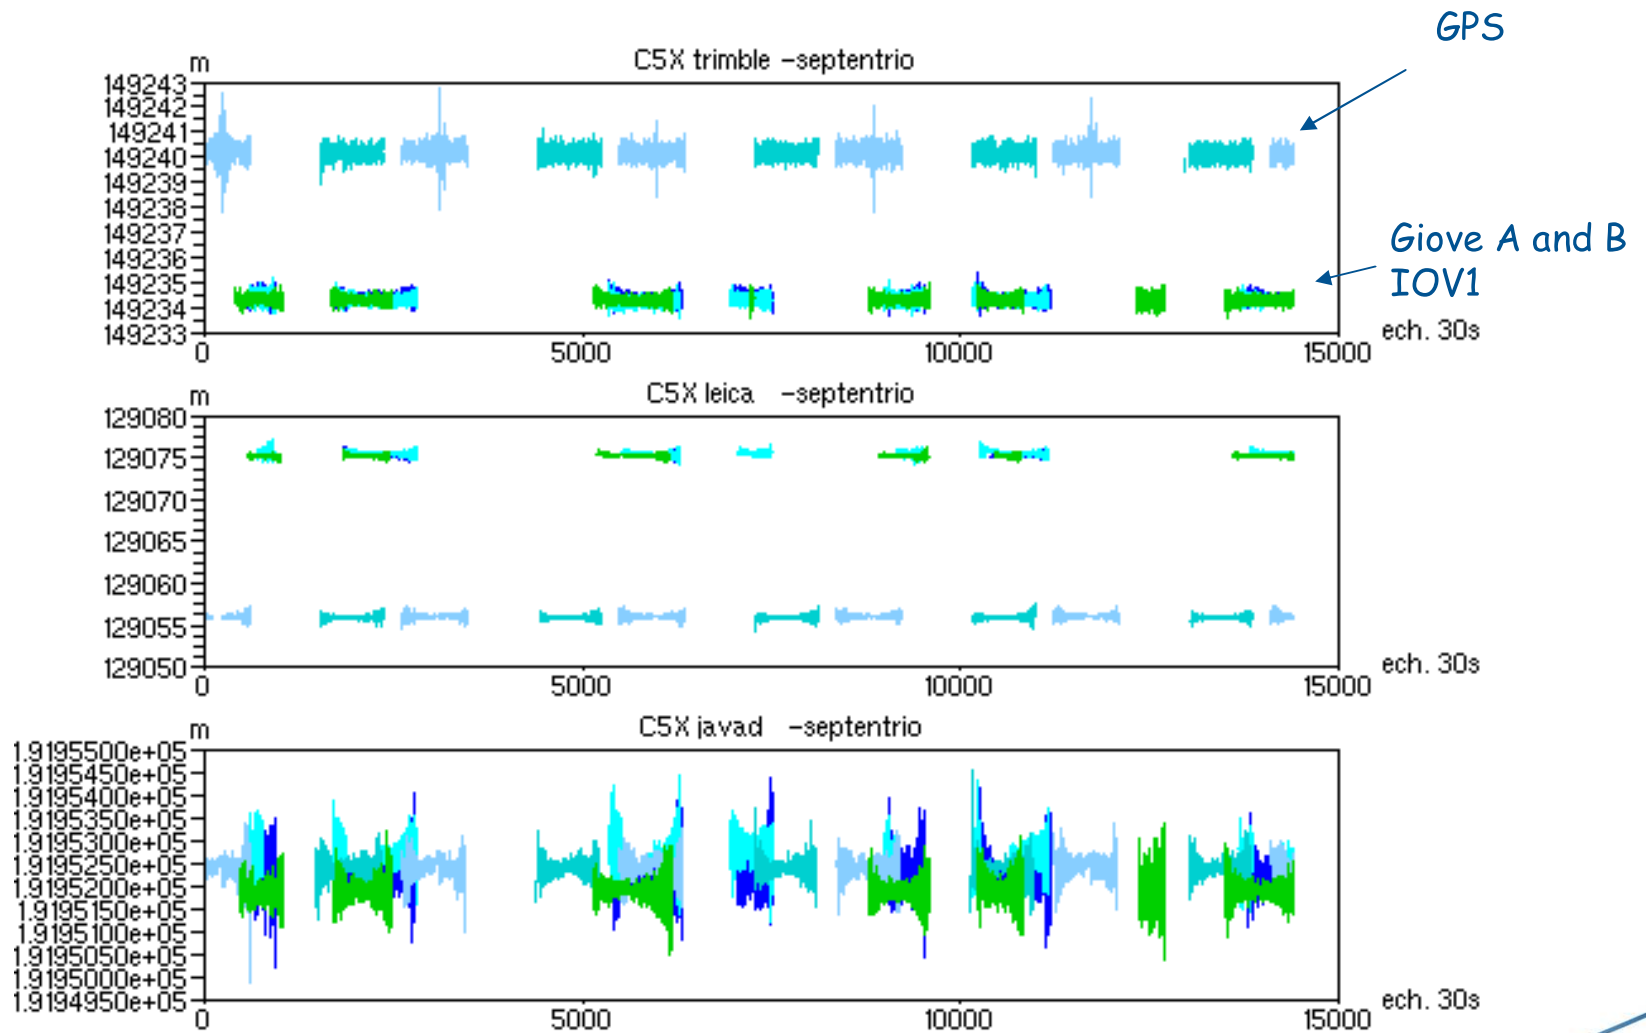 GPS
C5X trimble -septentrio
m
149243
149242
149241
149240
149239
149238
149237
149236
149235
149234
149233
0
5000
10000
15000
ech. 30s
Giove A and B
IOV1
C5X leica -septentrio
m
129080
129075
129070
129065
129060
129055
129050
0
5000
10000
15000
ech. 30s
C5X javad -septentrio
m
1.9195500e+05
1.9195450e+05
1.9195400e+05
1.9195350e+05
1.9195300e+05
1.9195250e+05
1.9195200e+05
1.9195150e+05
1.9195100e+05
1.9195050e+05
1.9195000e+05
1.9194950e+05
0
5000
10000
15000
ech. 30s